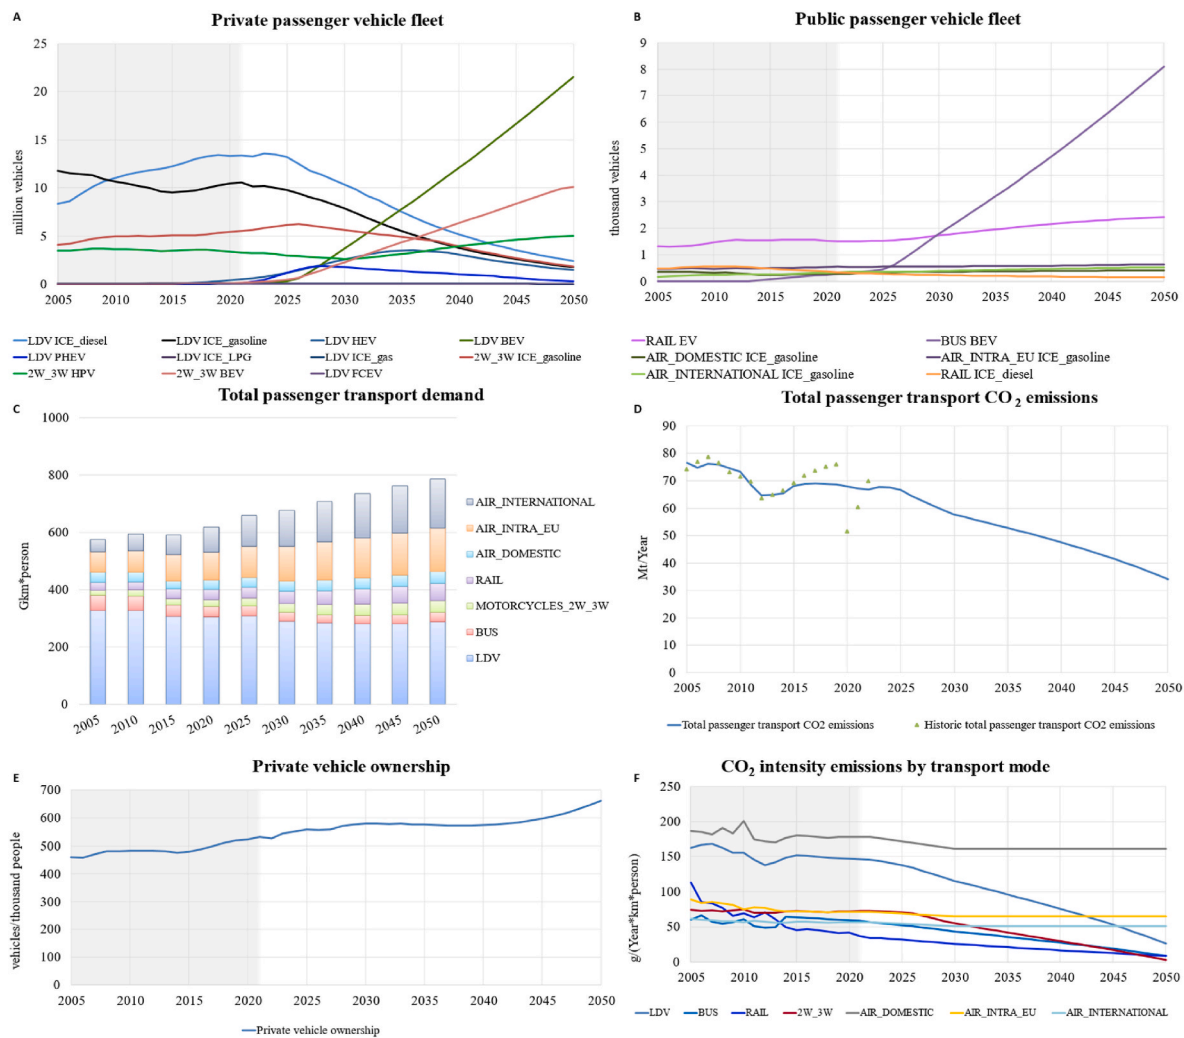 A
Private passenger vehicle fleet
25
20
15
10
5
0
million vehicles
2005 2010 2015 2020 2025 2030 2035 2040 2045 2050
LDV ICE_diesel LDV ICE_gasoline LDV HEV LDV BEV
LDV PHEV LDV ICE_LPG LDV ICE_gas 2W_3W ICE_gasoline
2W_3W HPV 2W_3W BEV LDV FCEV
B
Public passenger vehicle fleet
9
8
7
6
5
4
3
2
1
0
thousand vehicles
2005 2010 2015 2020 2025 2030 2035 2040 2045 2050
RAIL EV BUS BEV
AIR_DOMESTIC ICE_gasoline AIR_INTRA_EU ICE_gasoline
AIR_INTERNATIONAL ICE_gasoline RAIL ICE_diesel
C
Total passenger transport demand
1000
800
600
400
200
0
Gkm*person
2005 2010 2015 2020 2025 2030 2035 2040 2045 2050
AIR_INTERNATIONAL
AIR_INTRA_EU
AIR_DOMESTIC
RAIL
MOTORCYCLES_2W_3W
BUS
LDV
D
Total passenger transport CO2 emissions
90
80
70
60
50
40
30
20
10
0
Mt/Year
2005 2010 2015 2020 2025 2030 2035 2040 2045 2050
Total passenger transport CO2 emissions Historic total passenger transport CO2 emissions
E
Private vehicle ownership
700
600
500
400
300
200
100
0
vehicles/thousand people
2005 2010 2015 2020 2025 2030 2035 2040 2045 2050
Private vehicle ownership
F
CO2 intensity emissions by transport mode
250
200
150
100
50
0
g/(Year*km*person)
2005 2010 2015 2020 2025 2030 2035 2040 2045 2050
LDV BUS RAIL 2W_3W AIR_DOMESTIC AIR_INTRA_EU AIR_INTERNATIONAL